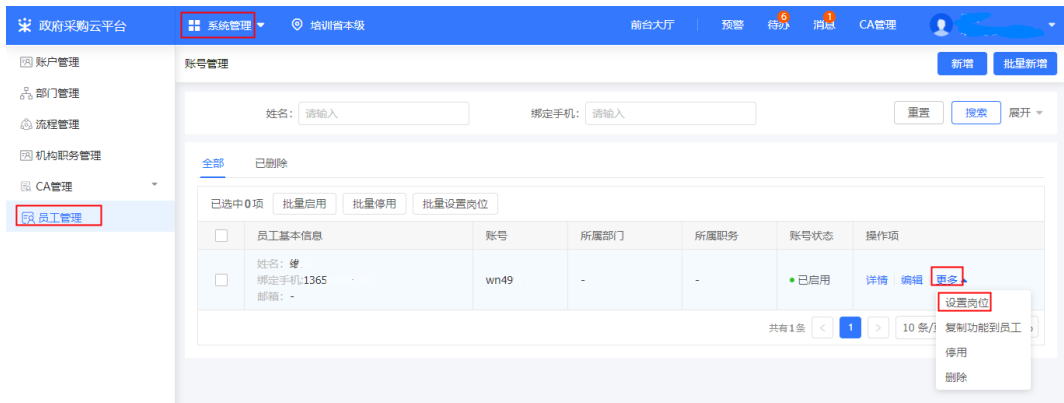 政府采购云平台
系统管理
培训省本级
前台大厅
预警
待办
6
消息
1
CA管理
账户管理
部门管理
流程管理
机构职务管理
CA管理
员工管理
账号管理
新增
批量新增
姓名: 请输入
绑定手机: 请输入
重置
搜索
展开
全部
已删除
已选中0项
批量启用
批量停用
批量设置岗位
员工基本信息
账号
所属部门
所属职务
账号状态
操作项
姓名:
绑定手机:1365
邮箱: -
wn49
-
-
已启用
详情
编辑
更多
设置岗位
复制功能到员工
停用
删除
共有1条
<
1
>
10 条/